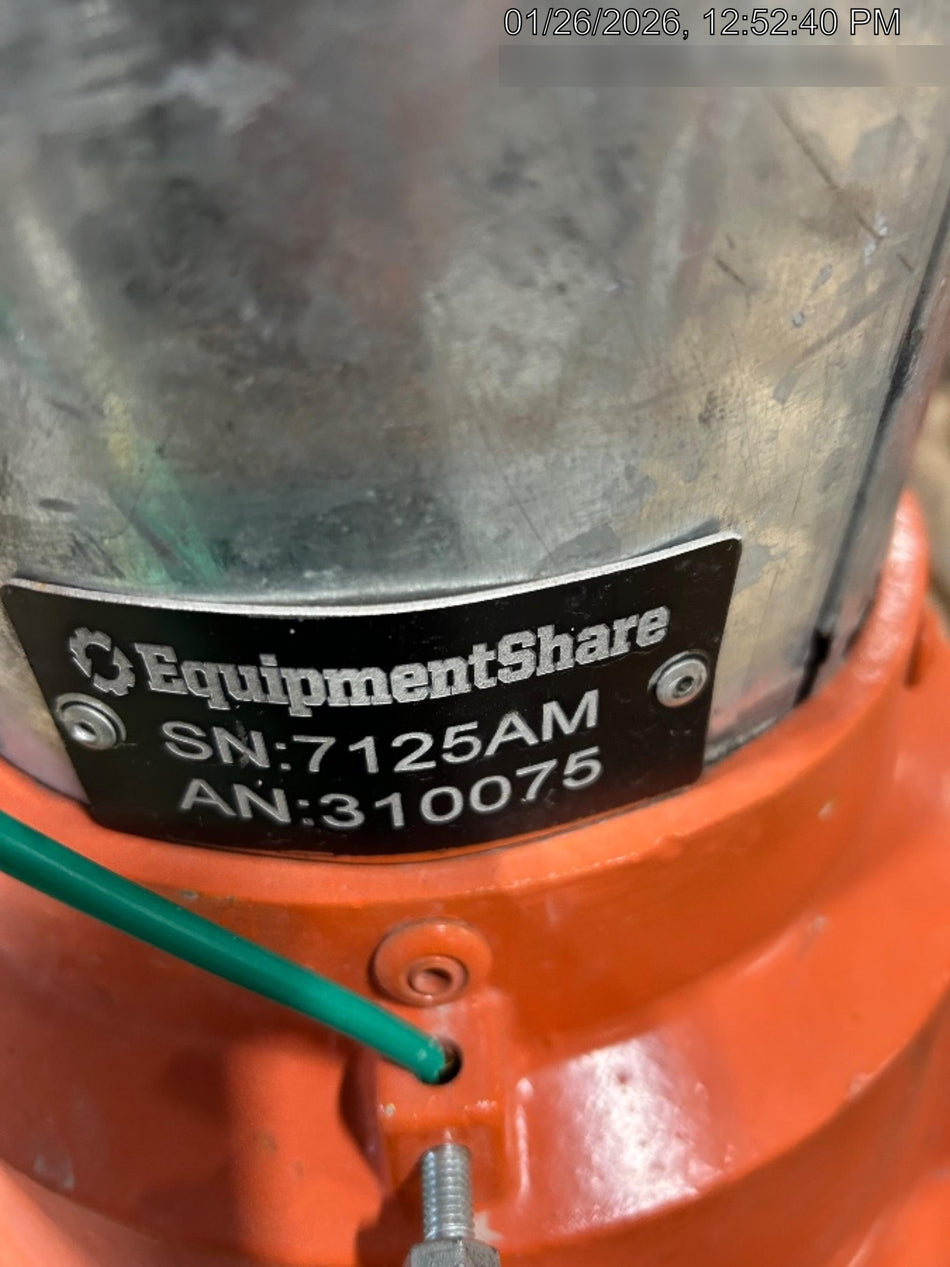 01/26/2026, 12:52:40 PM
EquipmentShare
SN:7125AM
AN:310075